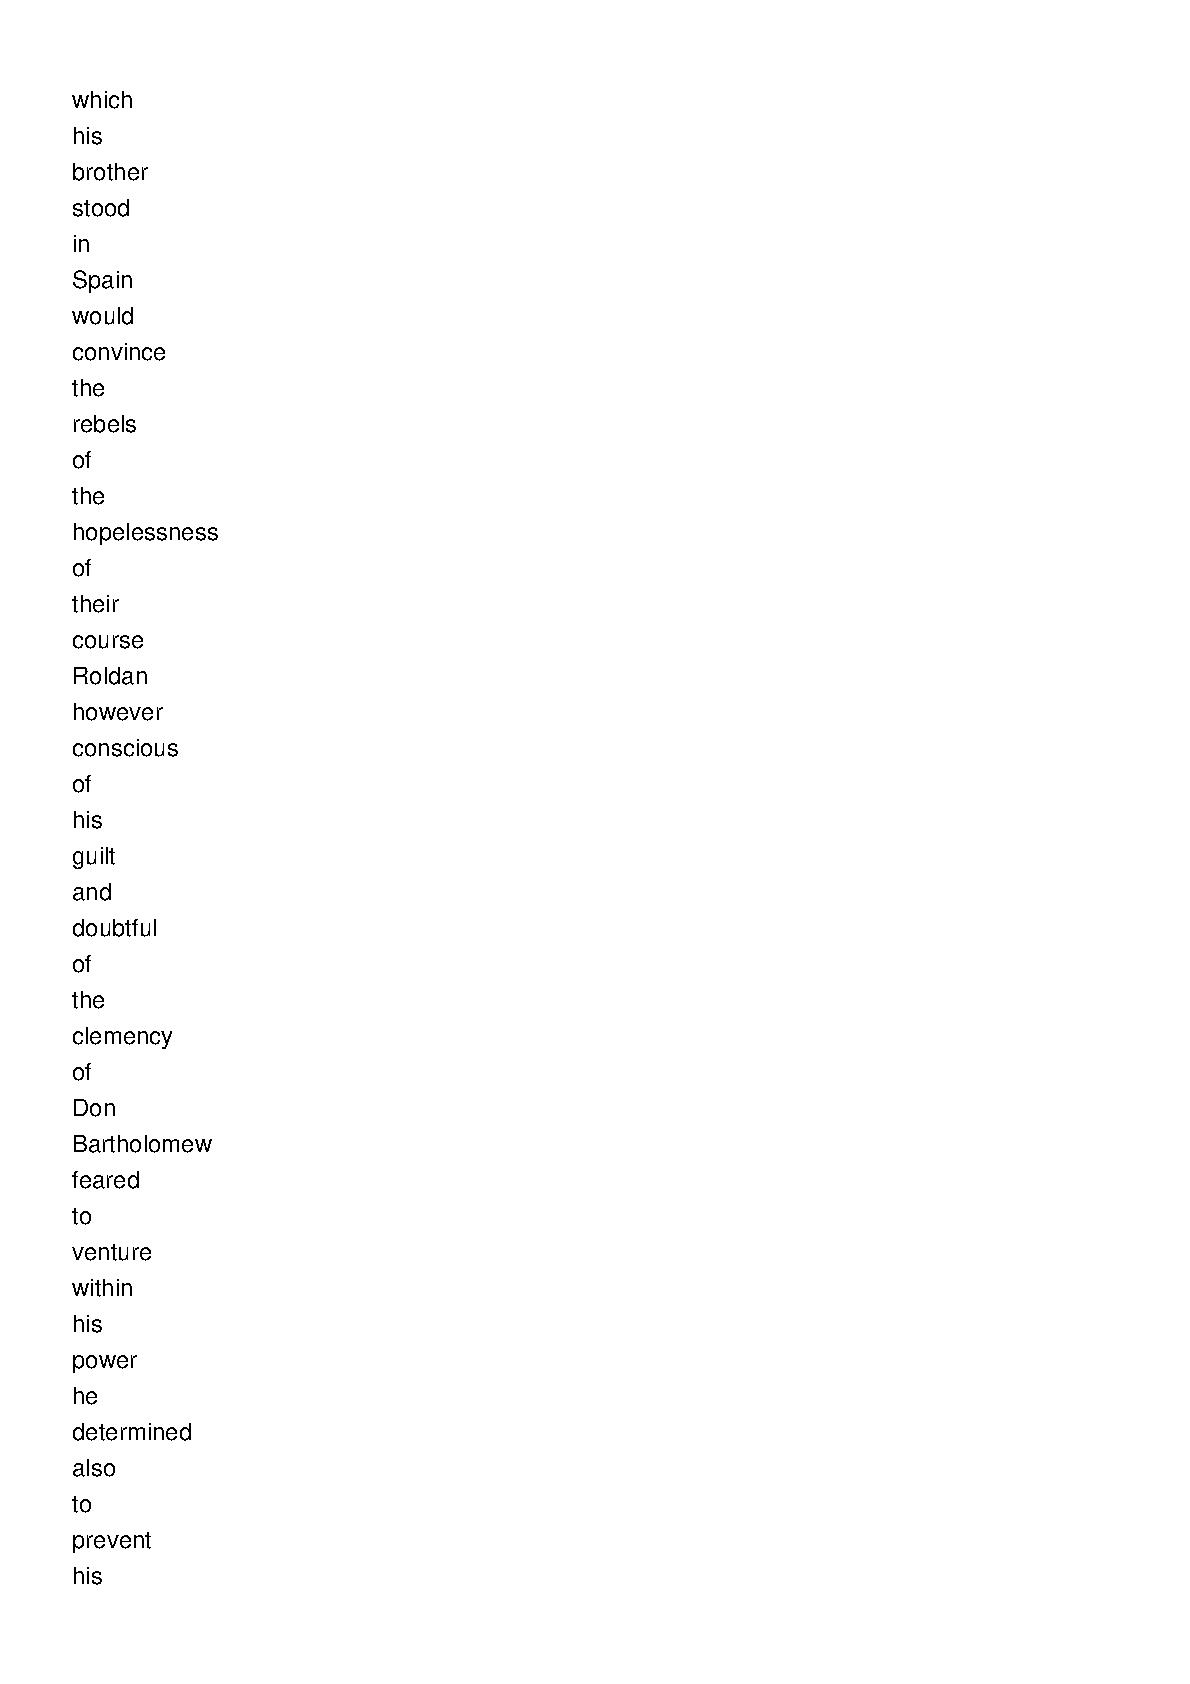 which
his
brother
stood
in
Spain
would
convince
the
rebels
of
the
hopelessness
of
their
course
Roldan
however
conscious
of
his
guilt
and
doubtful
of
the
clemency
of
Don
Bartholomew
feared
to
venture
within
his
power
he
determined
also
to
prevent
his